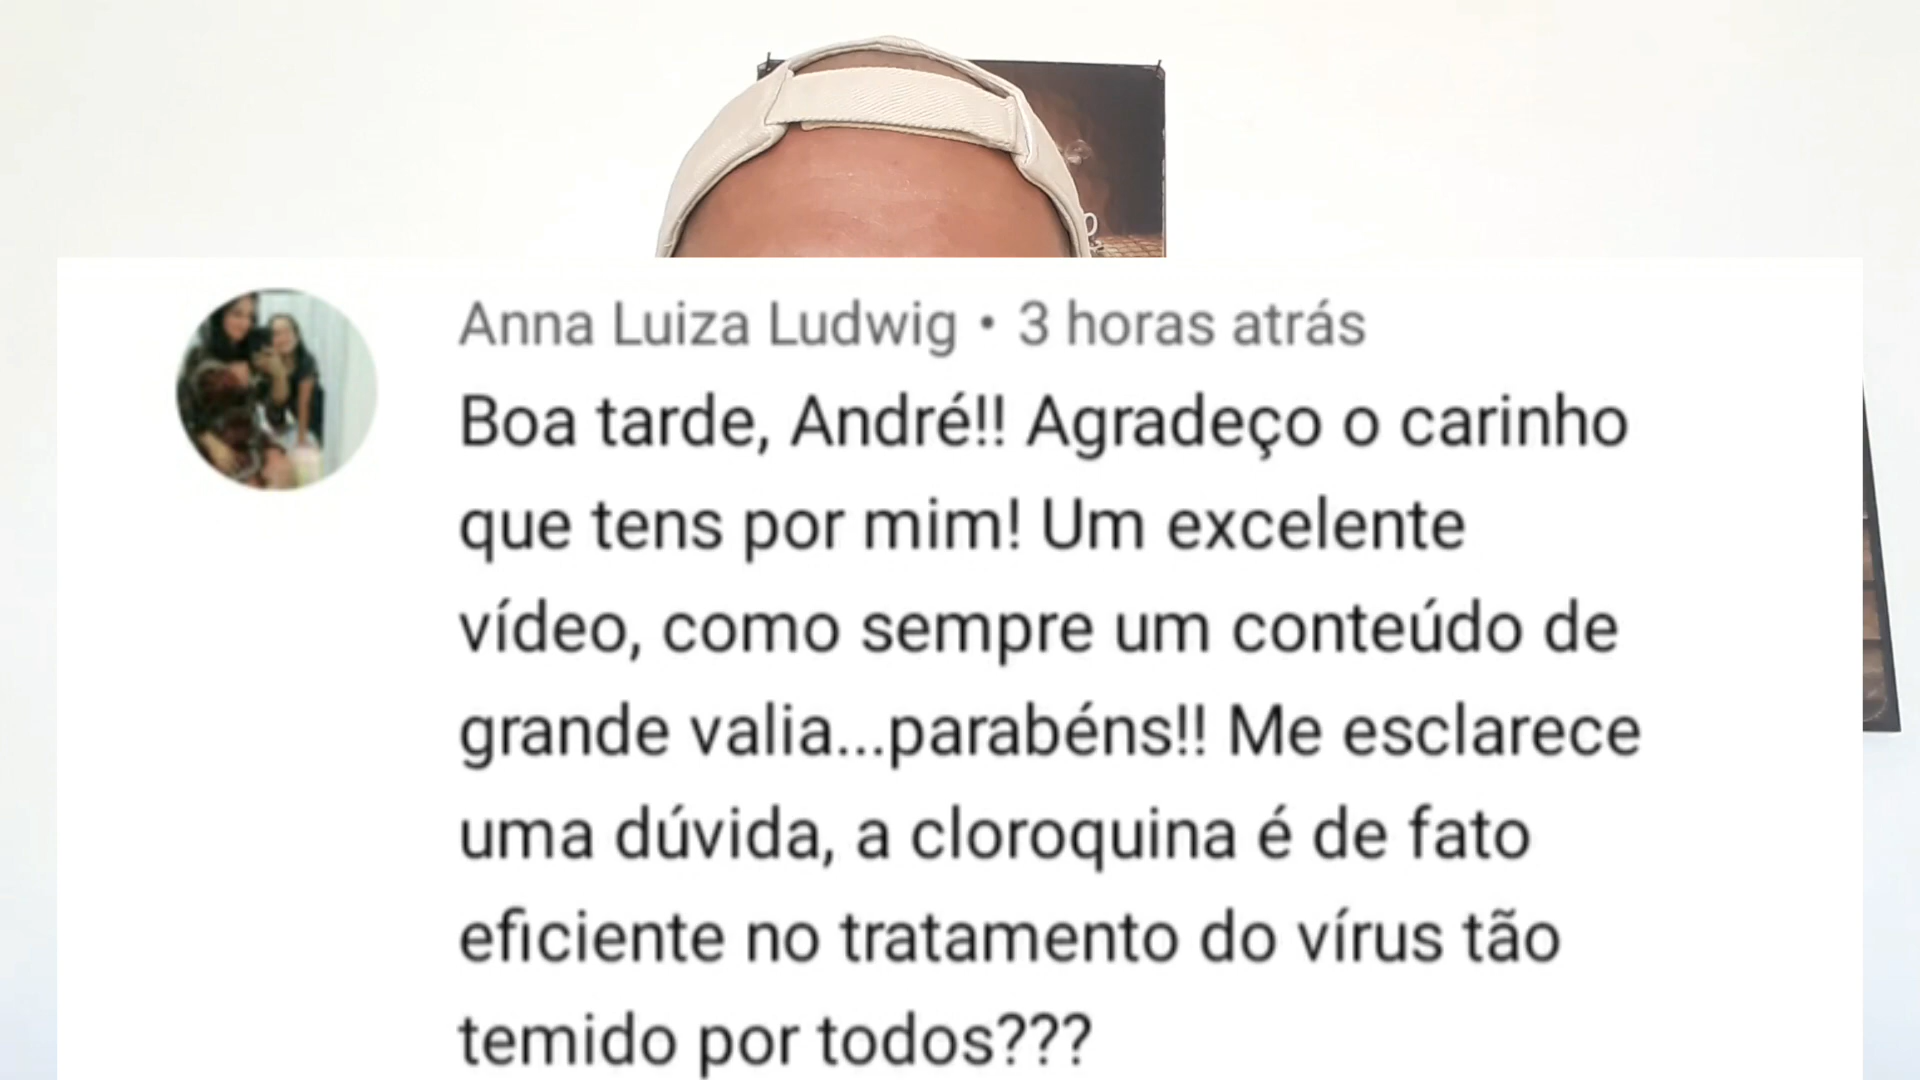 Anna Luiza Ludwig • 3 horas atrás
Boa tarde, André!! Agradeço o carinho
que tens por mim! Um excelente
vídeo, como sempre um conteúdo de
grande valia...parabéns!! Me esclarece
uma dúvida, a cloroquina é de fato
eficiente no tratamento do vírus tão
temido por todos???